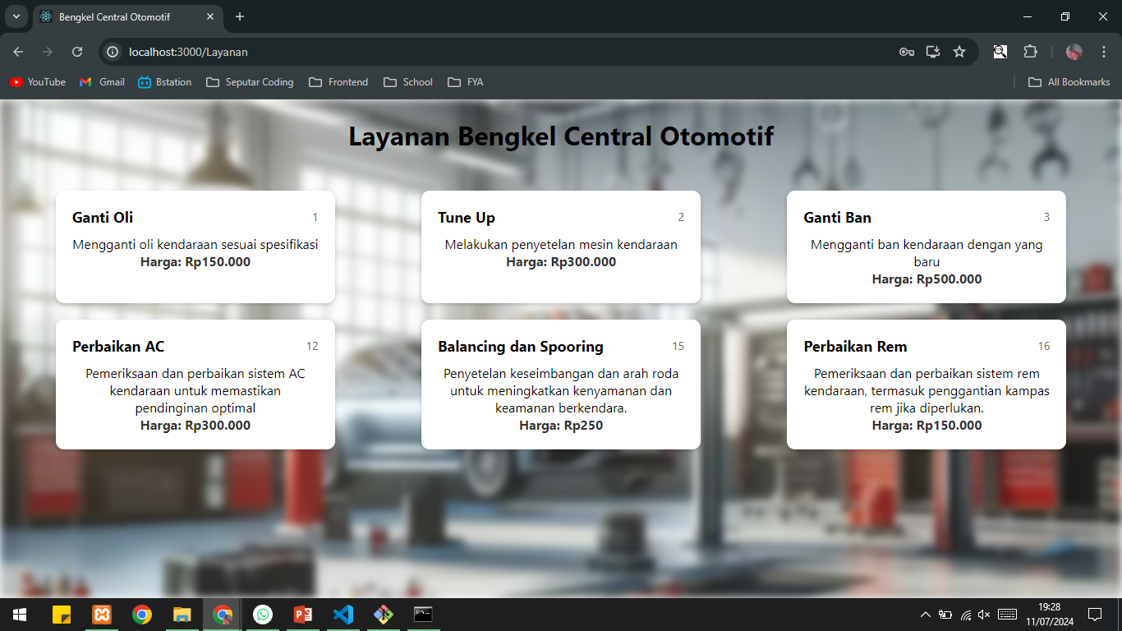 Bengkel Central Otomotif
localhost:3000/Layanan
YouTube Gmail Bstation Seputar Coding Frontend School FYA All Bookmarks
Layanan Bengkel Central Otomotif
Ganti Oli 1
Mengganti oli kendaraan sesuai spesifikasi
Harga: Rp150.000
Tune Up 2
Melakukan penyetelan mesin kendaraan
Harga: Rp300.000
Ganti Ban 3
Mengganti ban kendaraan dengan yang
baru
Harga: Rp500.000
Perbaikan AC 12
Pemeriksaan dan perbaikan sistem AC
kendaraan untuk memastikan
pendinginan optimal
Harga: Rp300.000
Balancing dan Spooring 15
Penyetelan keseimbangan dan arah roda
untuk meningkatkan kenyamanan dan
keamanan berkendara.
Harga: Rp250
Perbaikan Rem 16
Pemeriksaan dan perbaikan sistem rem
kendaraan, termasuk penggantian kampas
rem jika diperlukan.
Harga: Rp150.000
19:28
11/07/2024